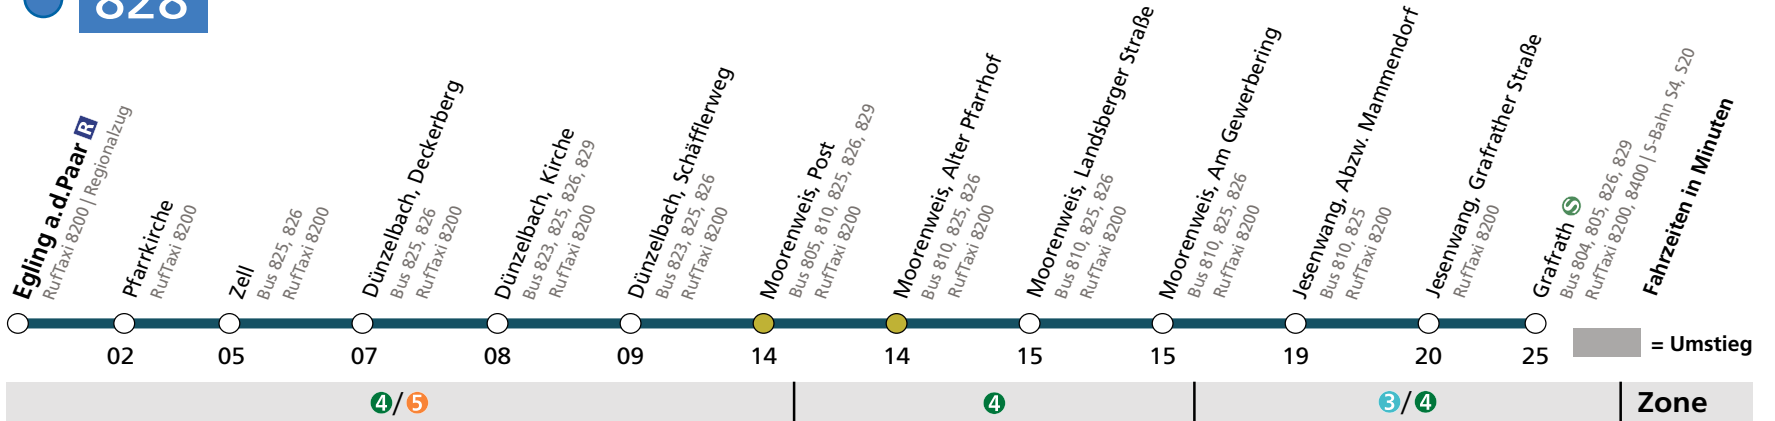 828
Egling a.d.Paar R
RufTaxi 8200 | Regionalzug
Pfarrkirche
RufTaxi 8200
Zell
Bus 825, 826
RufTaxi 8200
Dünzelbach, Deckerberg
Bus 825, 826
RufTaxi 8200
Dünzelbach, Kirche
Bus 823, 825, 826, 829
RufTaxi 8200
Dünzelbach, Schäfflerweg
Bus 823, 825, 826
RufTaxi 8200
Moorenweis, Post
Bus 805, 810, 825, 826, 829
RufTaxi 8200
Moorenweis, Alter Pfarrhof
Bus 810, 825, 826
RufTaxi 8200
Moorenweis, Landsberger Straße
Bus 810, 825, 826
RufTaxi 8200
Moorenweis, Am Gewerbering
Bus 810, 825, 826
RufTaxi 8200
Jesenwang, Abzw. Mammendorf
Bus 810, 825
RufTaxi 8200
Jesenwang, Grafrather Straße
RufTaxi 8200
Grafrath S
Bus 804, 805, 826, 829
RufTaxi 8200, 8400 | S-Bahn S4, S20
Fahrzeiten in Minuten
02 05 07 08 09 14 14 15 15 19 20 25
= Umstieg
4/5 4 3/4 Zone